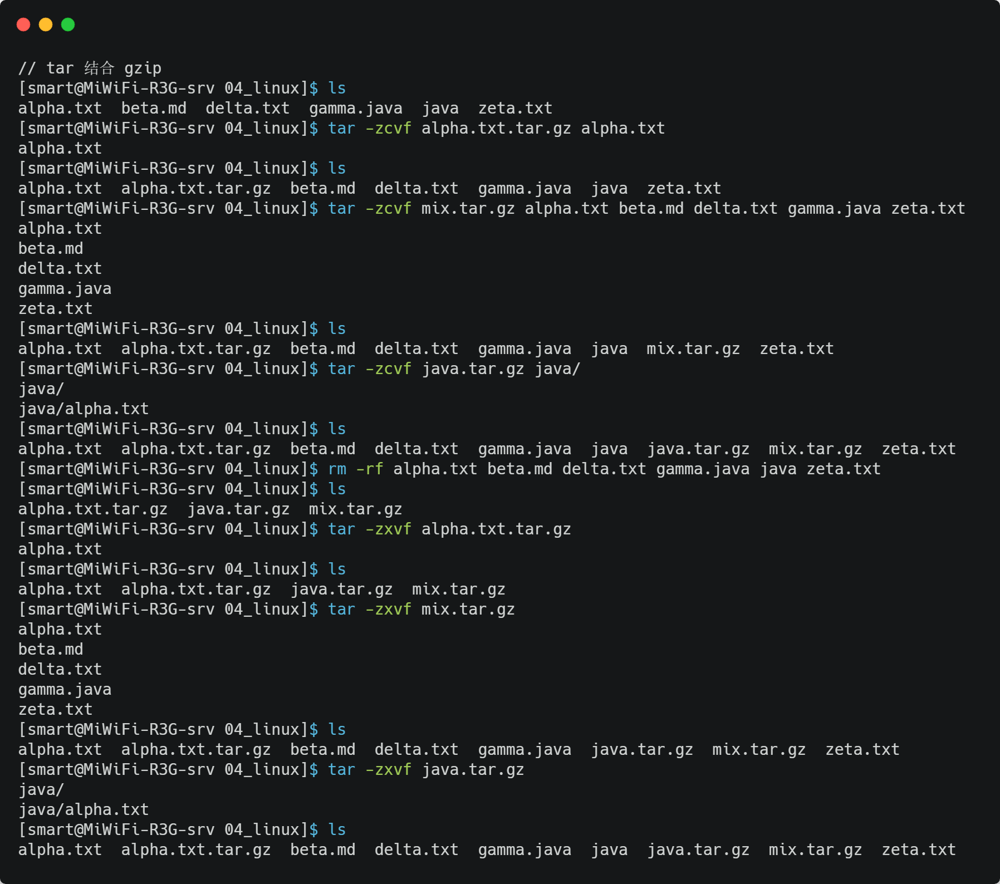 // tar 结合 gzip
[smart@MiWiFi-R3G-srv 04_linux]$ ls
alpha.txt  beta.md  delta.txt  gamma.java  java  zeta.txt
[smart@MiWiFi-R3G-srv 04_linux]$ tar -zcvf alpha.txt.tar.gz alpha.txt
alpha.txt
[smart@MiWiFi-R3G-srv 04_linux]$ ls
alpha.txt  alpha.txt.tar.gz  beta.md  delta.txt  gamma.java  java  zeta.txt
[smart@MiWiFi-R3G-srv 04_linux]$ tar -zcvf mix.tar.gz alpha.txt beta.md delta.txt gamma.java zeta.txt
alpha.txt
beta.md
delta.txt
gamma.java
zeta.txt
[smart@MiWiFi-R3G-srv 04_linux]$ ls
alpha.txt  alpha.txt.tar.gz  beta.md  delta.txt  gamma.java  java  mix.tar.gz  zeta.txt
[smart@MiWiFi-R3G-srv 04_linux]$ tar -zcvf java.tar.gz java/
java/
java/alpha.txt
[smart@MiWiFi-R3G-srv 04_linux]$ ls
alpha.txt  alpha.txt.tar.gz  beta.md  delta.txt  gamma.java  java  java.tar.gz  mix.tar.gz  zeta.txt
[smart@MiWiFi-R3G-srv 04_linux]$ rm -rf alpha.txt beta.md delta.txt gamma.java java zeta.txt
[smart@MiWiFi-R3G-srv 04_linux]$ ls
alpha.txt.tar.gz  java.tar.gz  mix.tar.gz
[smart@MiWiFi-R3G-srv 04_linux]$ tar -zxvf alpha.txt.tar.gz
alpha.txt
[smart@MiWiFi-R3G-srv 04_linux]$ ls
alpha.txt  alpha.txt.tar.gz  java.tar.gz  mix.tar.gz
[smart@MiWiFi-R3G-srv 04_linux]$ tar -zxvf mix.tar.gz
alpha.txt
beta.md
delta.txt
gamma.java
zeta.txt
[smart@MiWiFi-R3G-srv 04_linux]$ ls
alpha.txt  alpha.txt.tar.gz  beta.md  delta.txt  gamma.java  java.tar.gz  mix.tar.gz  zeta.txt
[smart@MiWiFi-R3G-srv 04_linux]$ tar -zxvf java.tar.gz
java/
java/alpha.txt
[smart@MiWiFi-R3G-srv 04_linux]$ ls
alpha.txt  alpha.txt.tar.gz  beta.md  delta.txt  gamma.java  java  java.tar.gz  mix.tar.gz  zeta.txt